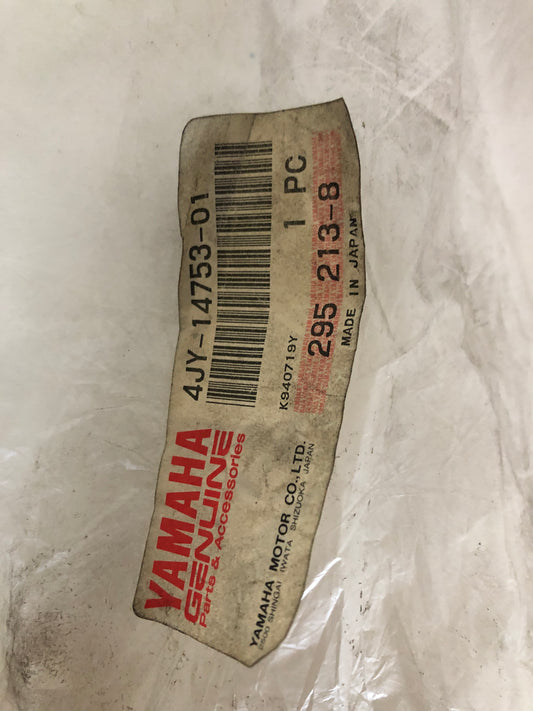 YAMAHA
GENUINE
Parts & Accessories
4JY-14753-01
K940719Y
1 PC
295 213-8
MADE IN JAPAN
YAMAHA MOTOR CO., LTD.
2500 SHINGAI IWATA SHIZUOKA JAPAN